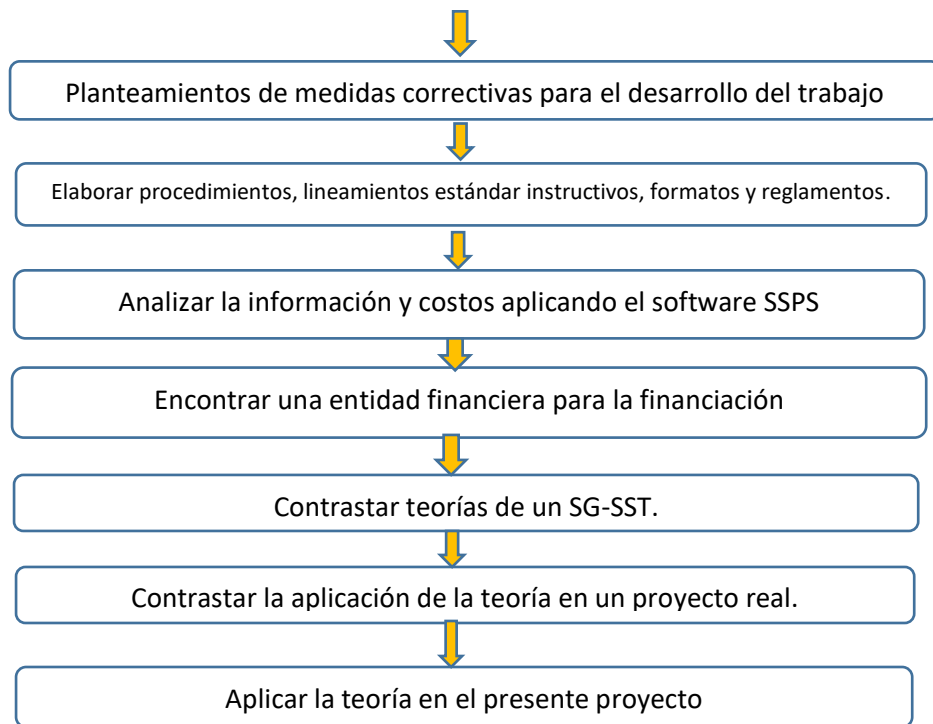 Planteamientos de medidas correctivas para el desarrollo del trabajo
Elaborar procedimientos, lineamientos estándar instructivos, formatos y reglamentos.
Analizar la información y costos aplicando el software SSPS
Encontrar una entidad financiera para la financiación
Contrastar teorías de un SG-SST.
Contrastar la aplicación de la teoría en un proyecto real.
Aplicar la teoría en el presente proyecto